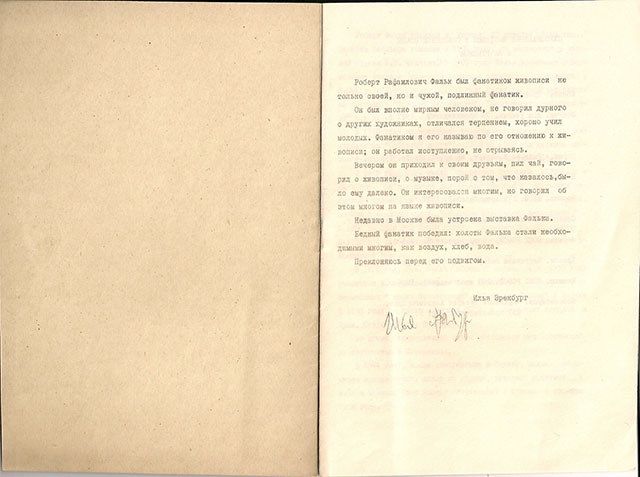 Роберт Рафаилович Фальк был фанатиком живописи не
только своей, но и чужой, подлинный фанатик.
Он был вполне мирным человеком, не говорил дурного
о других художниках, отличался терпением, хорошо учил
молодых. Фанатиком я его называю по его отношению к жи-
вописи; он работал исступленно, не отрываясь.
Вечером он приходил к своим друзьям, пил чай, гово-
рил о живописи, о музыке, порой о том, что казалось,бы-
ло ему далеко. Он интересовался многим, но говорил об
этом многом на языке живописи.
Недавно в Москве была устроена выставка Фалька.
Бедный фанатик победил: холсты Фалька стали необхо-
димыми многим, как воздух, хлеб, вода.
Преклоняюсь перед его подвигом.
Илья Эренбург
Илья Эренбург